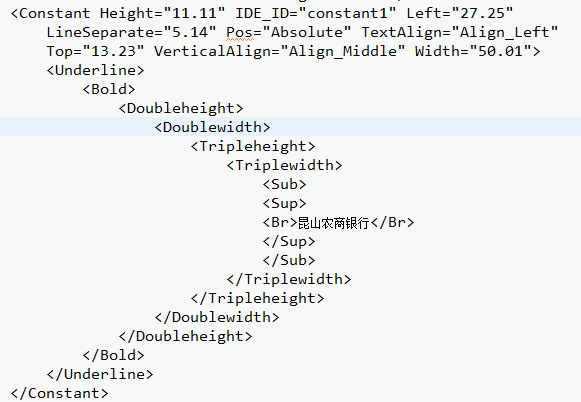 <Constant Height="11.11" IDE_ID="constant1" Left="27.25"
LineSeparate="5.14" Pos="Absolute" TextAlign="Align_Left"
Top="13.23" VerticalAlign="Align_Middle" Width="50.01">
<Underline>
<Bold>
<Doubleheight>
<Doublewidth>
<Tripleheight>
<Triplewidth>
<Sub>
<Sup>
<Br>昆山农商银行</Br>
</Sup>
</Sub>
</Triplewidth>
</Tripleheight>
</Doublewidth>
</Doubleheight>
</Bold>
</Underline>
</Constant>